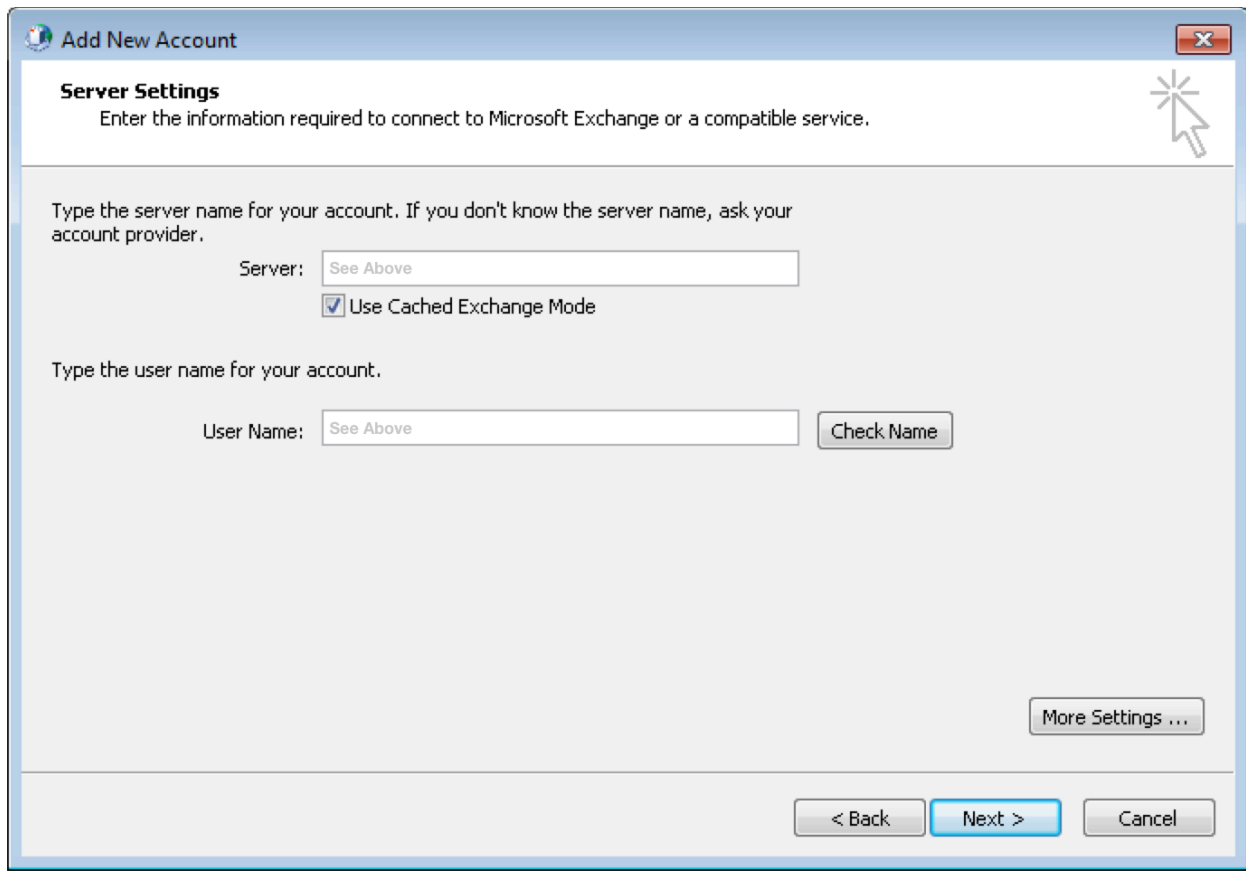 Add New Account
Server Settings
Enter the information required to connect to Microsoft Exchange or a compatible service.
Type the server name for your account. If you don't know the server name, ask your
account provider.
Server: See Above
Use Cached Exchange Mode
Type the user name for your account.
User Name: See Above Check Name
More Settings ...
< Back Next > Cancel